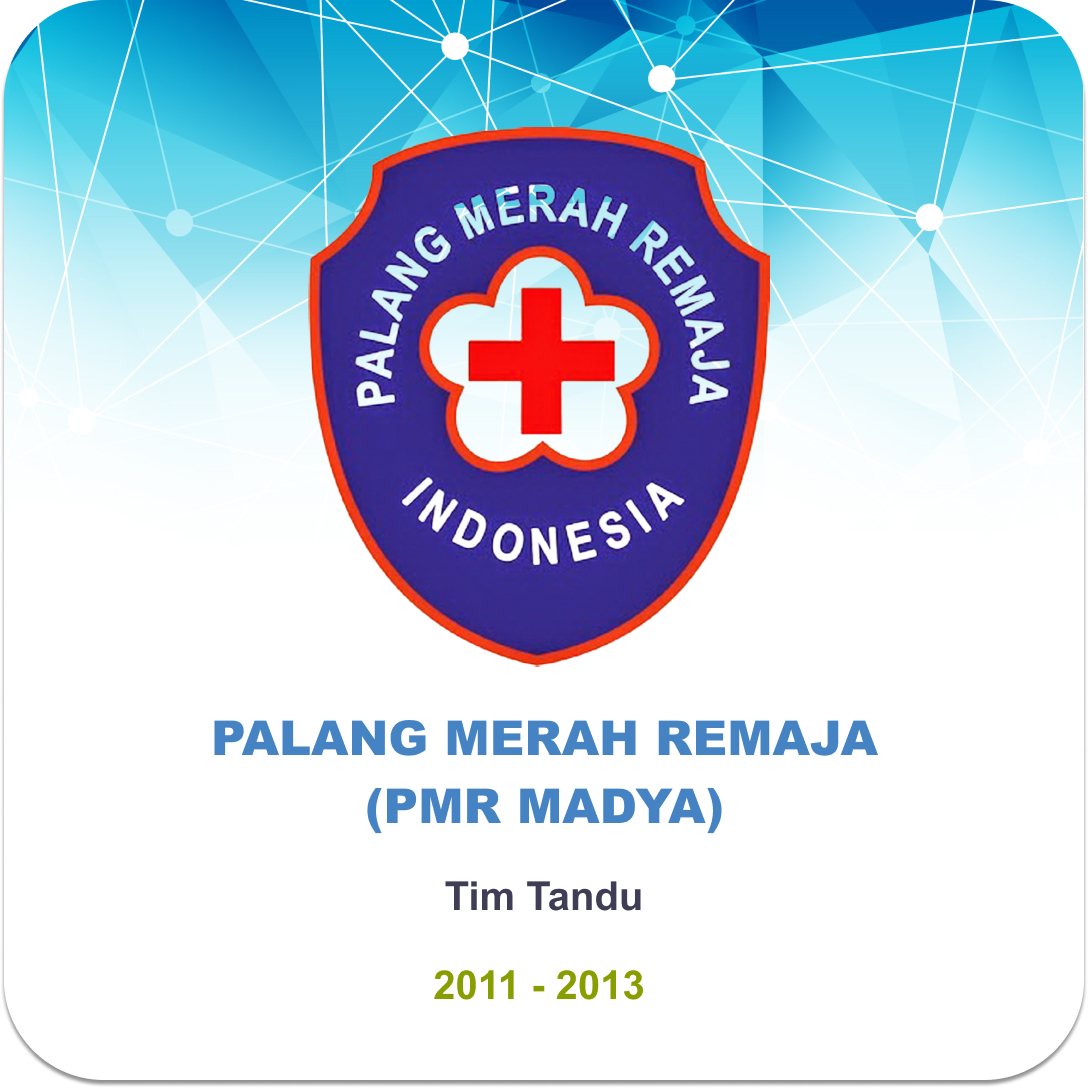 PALANG MERAH REMAJA
INDONESIA
PALANG MERAH REMAJA
(PMR MADYA)
Tim Tandu
2011 - 2013